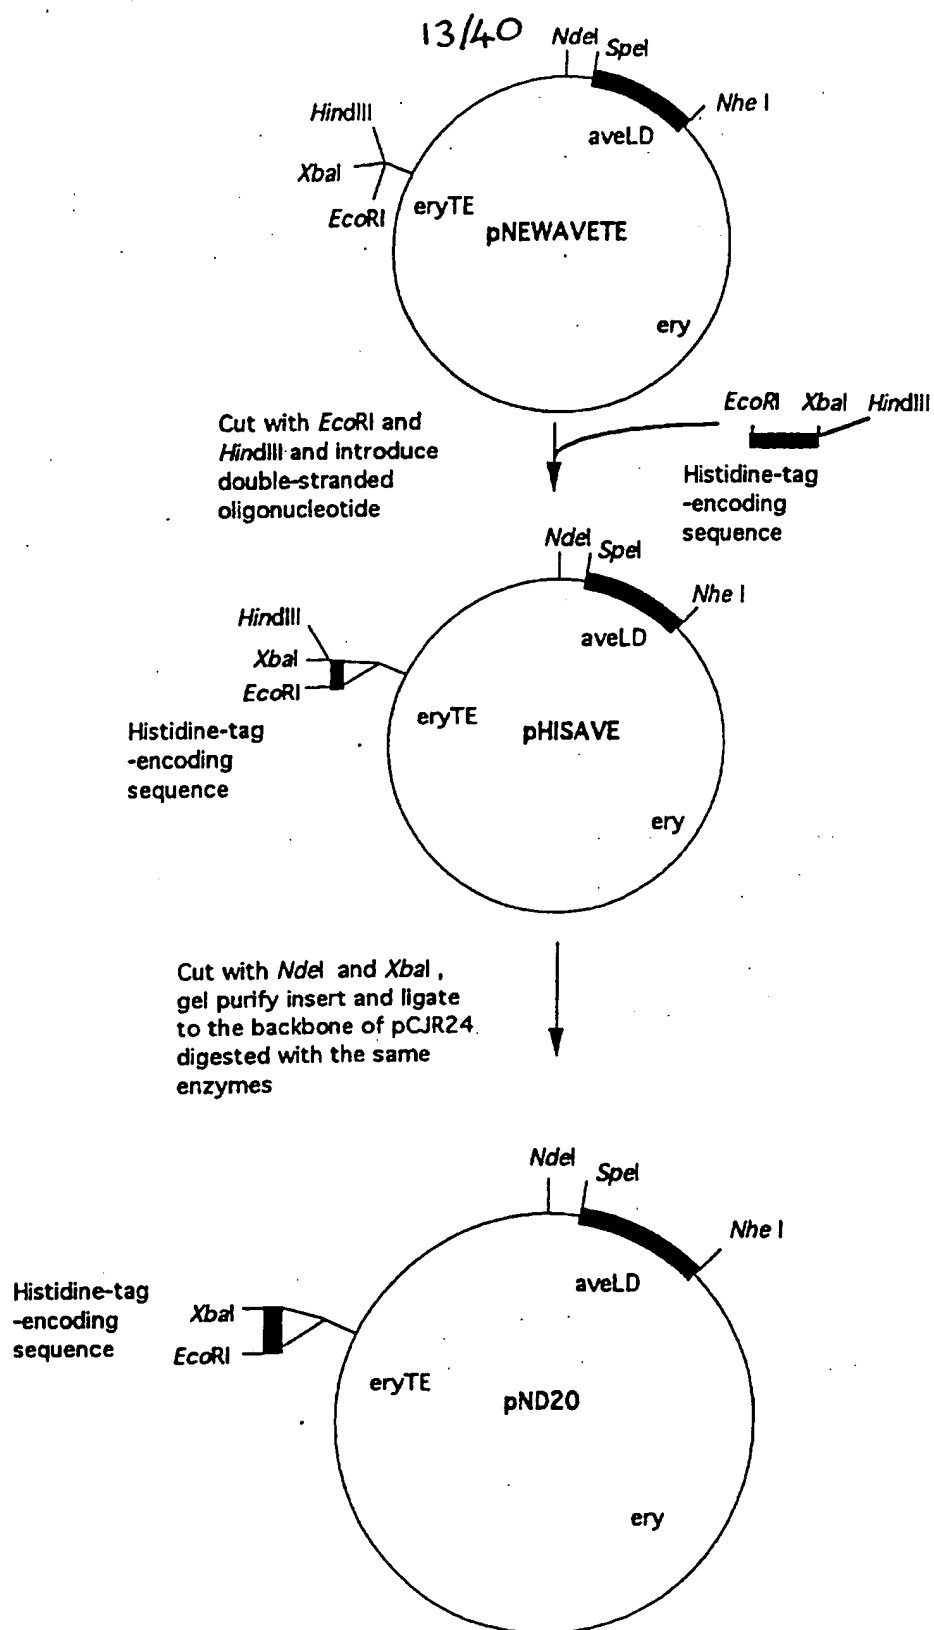 13/40
NdeI
SpeI
Nhe I
aveLD
HindIII
XbaI
EcoRI
eryTE
pNEWAVETE
ery
Cut with EcoRI and
HindIII and introduce
double-stranded
oligonucleotide
EcoRI XbaI HindIII
Histidine-tag
-encoding
sequence
NdeI
SpeI
Nhe I
aveLD
HindIII
XbaI
EcoRI
Histidine-tag
-encoding
sequence
eryTE
pHISAVE
ery
Cut with NdeI and XbaI ,
gel purify insert and ligate
to the backbone of pCJR24
digested with the same
enzymes
NdeI
SpeI
Nhe I
aveLD
Histidine-tag
-encoding
sequence
XbaI
EcoRI
eryTE
pND20
ery